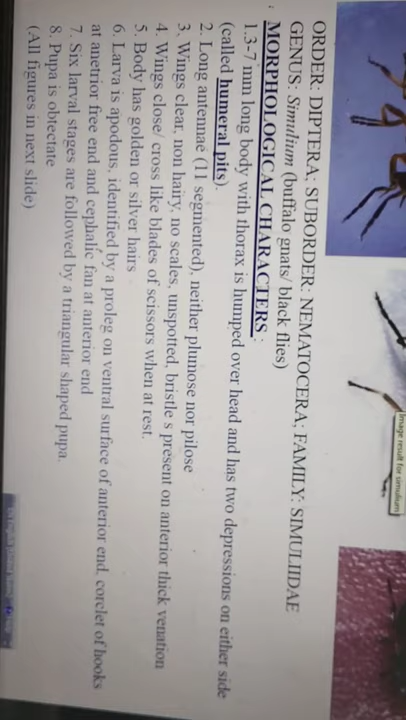 Image result for simulium
ORDER: DIPTERA; SUBORDER: NEMATOCERA; FAMILY: SIMULIIDAE
GENUS: Simulium (buffalo gnats/ black flies)
MORPHOLOGICAL CHARACTERS :
1.3-7 mm long body with thorax is humped over head and has two depressions on either side
(called humeral pits).
2. Long antennae (11 segmented), neither plumose nor pilose
3. Wings clear, non hairy, no scales, unspotted, bristle s present on anterior thick venation
4. Wings close/ cross like blades of scissors when at rest.
5. Body has golden or silver hairs
6. Larva is apodous, identified by a proleg on ventral surface of anterior end, corclet of hooks
at anetrior free end and cephalic fan at anterior end
7. Six larval stages are followed by a triangular shaped pupa.
8. Pupa is obtectate
(All figures in next slide)